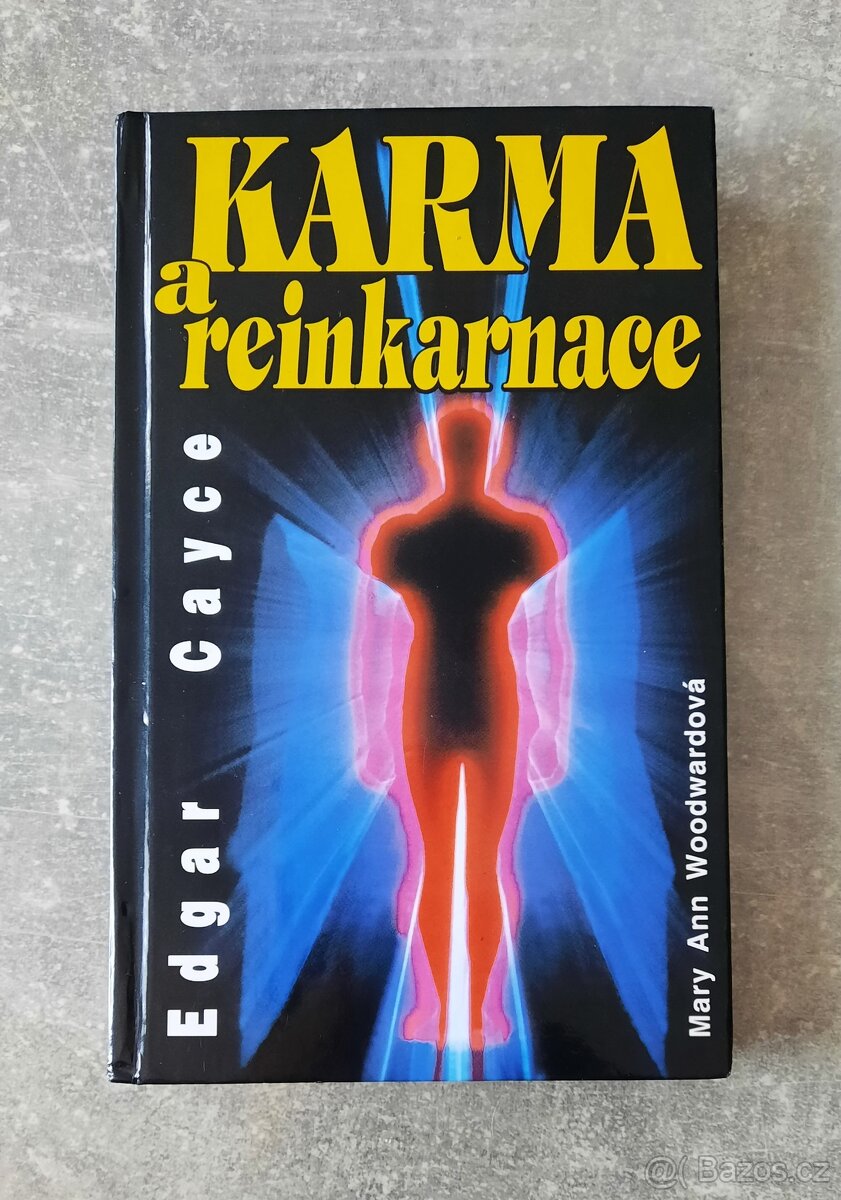 KARMA
a
reinkarnace
Edgar Cayce
Mary Ann Woodwardová
@( Bazos.cz